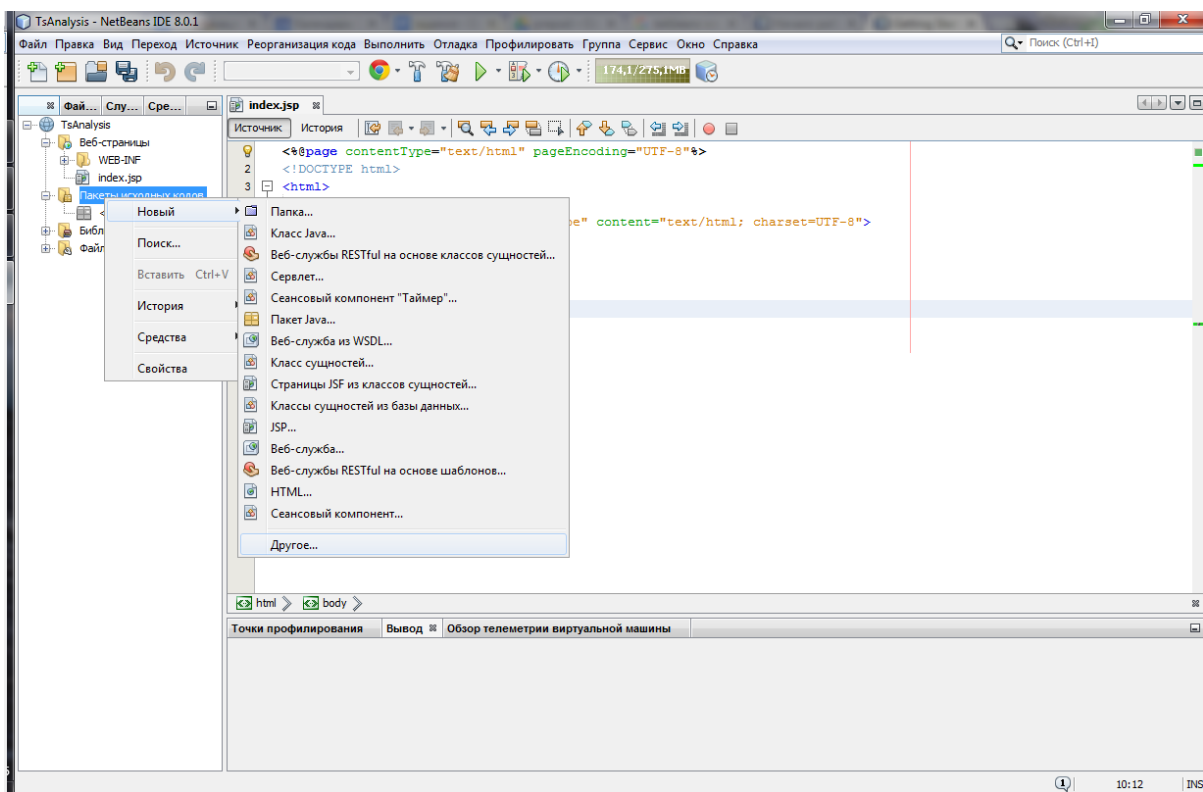 TsAnalysis - NetBeans IDE 8.0.1
Файл Правка Вид Переход Источник Реорганизация кода Выполнить Отладка Профилировать Группа Сервис Окно Справка
Поиск (Ctrl+I)
174,1/275,1MB
Фай... Слу... Сре...
index.jsp
TsAnalysis
Веб-страницы
WEB-INF
index.jsp
Пакеты исходных кодов
<
Библ
Файл
Источник История
<%@page contentType="text/html" pageEncoding="UTF-8"%>
2 <!DOCTYPE html>
3 <html>
pe" content="text/html; charset=UTF-8">
Новый
Поиск...
Вставить Ctrl+V
История
Средства
Свойства
Папка...
Класс Java...
Веб-службы RESTful на основе классов сущностей...
Сервлет...
Сеансовый компонент "Таймер"...
Пакет Java...
Веб-служба из WSDL...
Класс сущностей...
Страницы JSF из классов сущностей...
Классы сущностей из базы данных...
JSP...
Веб-служба...
Веб-службы RESTful на основе шаблонов...
HTML...
Сеансовый компонент...
Другое...
html body
Точки профилирования Вывод Обзор телеметрии виртуальной машины
1 10:12 INS